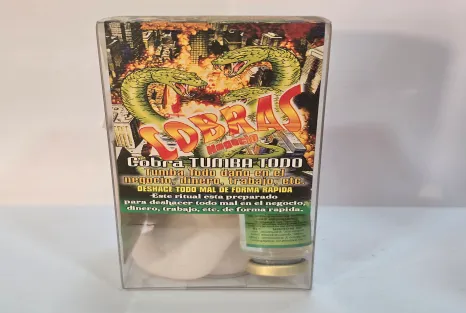 COBRAS
Negocio
Cobra TUMBA TODO
Tumba todo daño en el
negocio, dinero, trabajo, etc.
DESHACE TODO MAL DE FORMA RAPIDA
Este ritual esta preparado
para deshacer todo mal en el negocio,
dinero, trabajo, etc. de forma rapida.